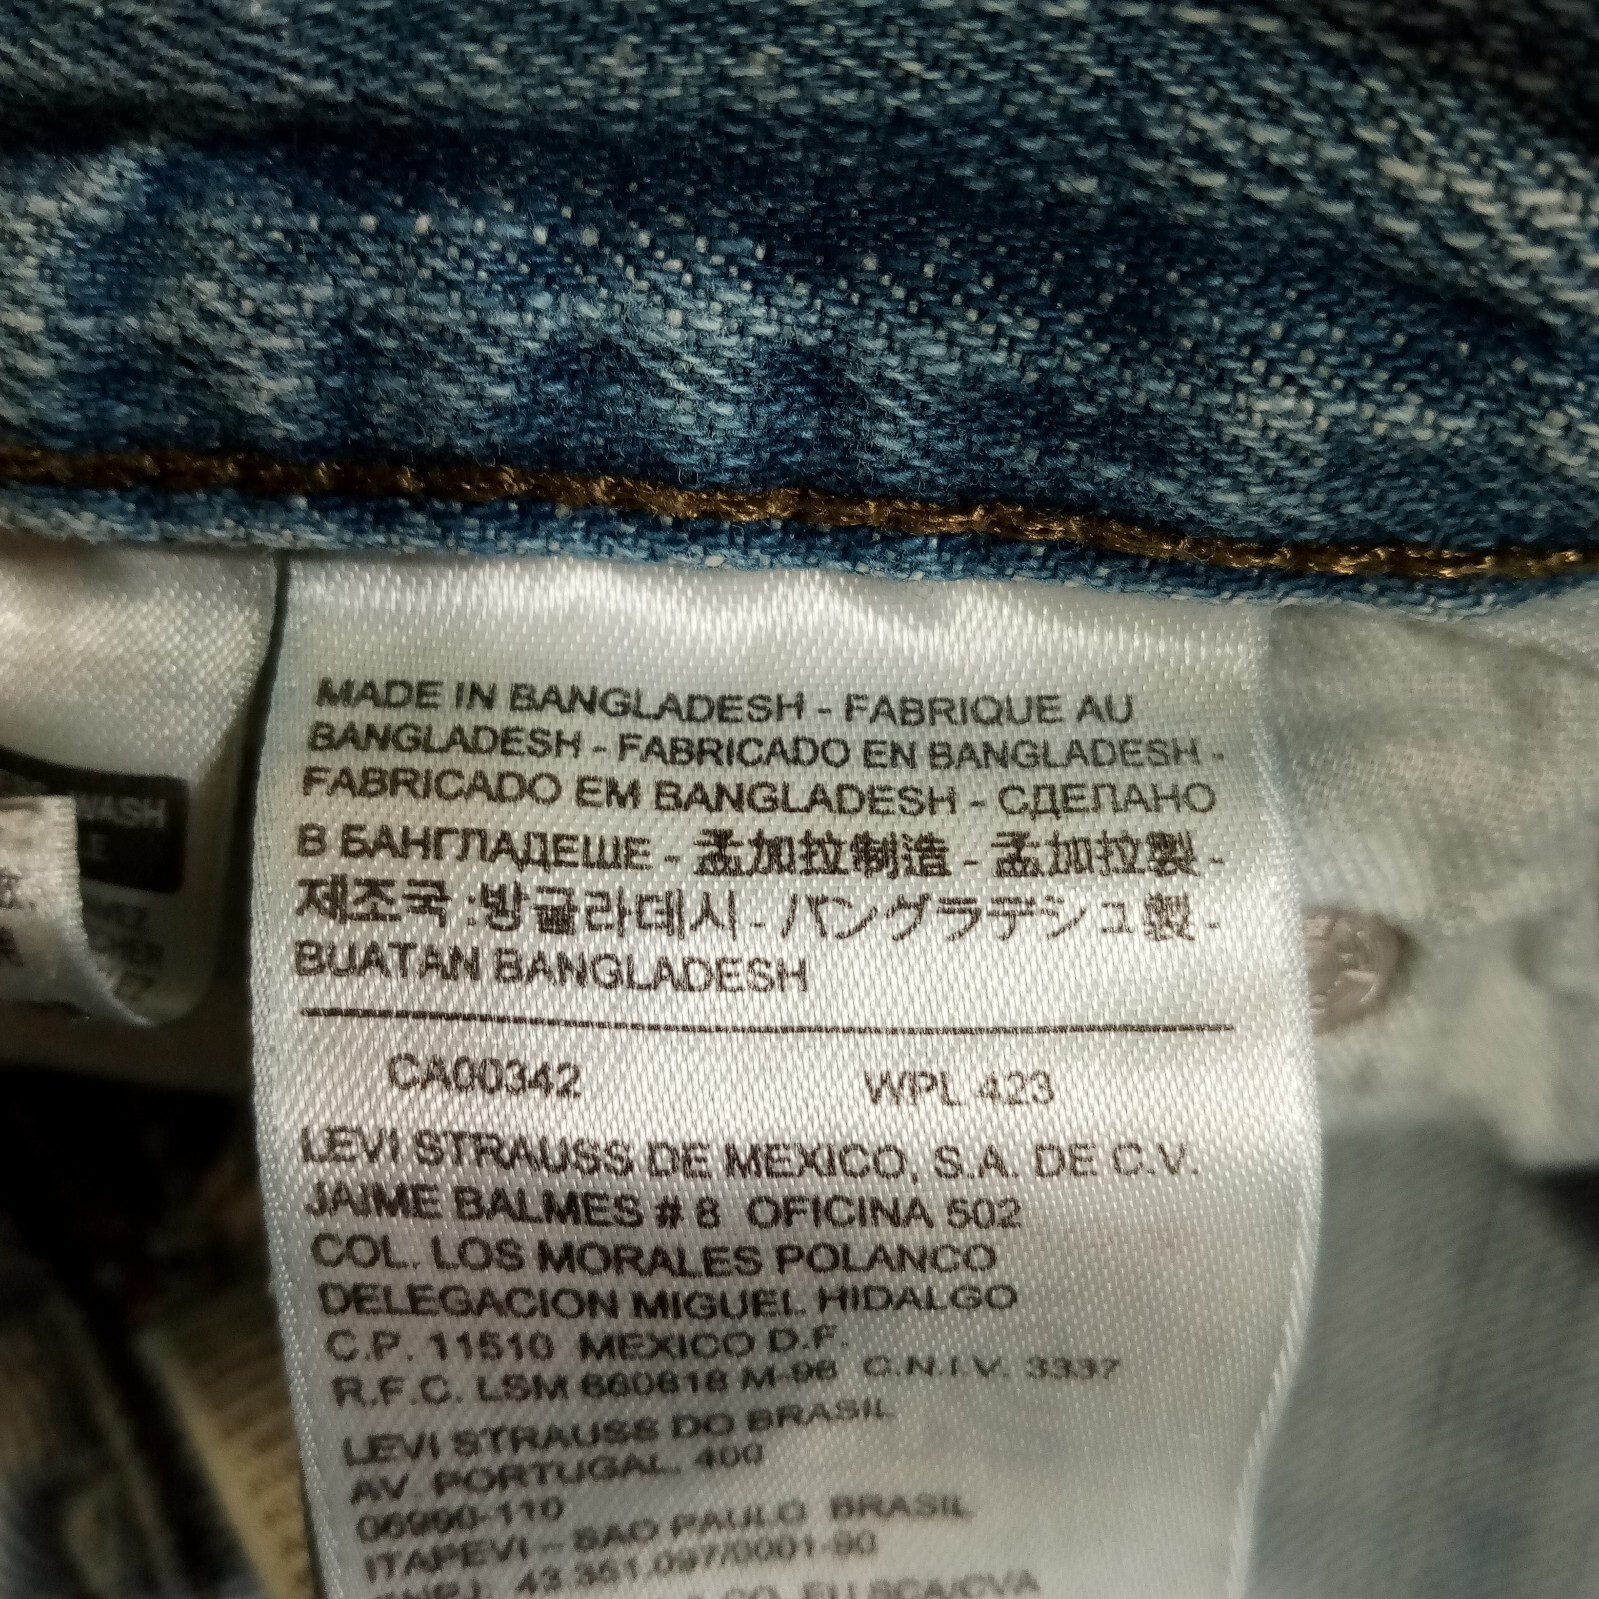 MADE IN BANGLADESH - FABRIQUE AU
BANGLADESH - FABRICADO EN BANGLADESH -
FABRICADO EM BANGLADESH - СДЕЛАНО
В БАНГЛАДЕШЕ - 孟加拉制造 - 孟加拉製 -
제조국 :방글라데시 - バングラデシュ製 -
BUATAN BANGLADESH
CA00342 WPL 423
LEVI STRAUSS DE MEXICO, S.A. DE C.V.
JAIME BALMES # 8 OFICINA 502
COL. LOS MORALES POLANCO
DELEGACION MIGUEL HIDALGO
C.P. 11510 MEXICO D.F.
R.F.C. LSM 660618 M-96 C.N.I.V. 3337
LEVI STRAUSS DO BRASIL
AV. PORTUGAL, 400
06690-110
ITAPEVI - SAO PAULO BRASIL
43.351.097/0001-90
WASH